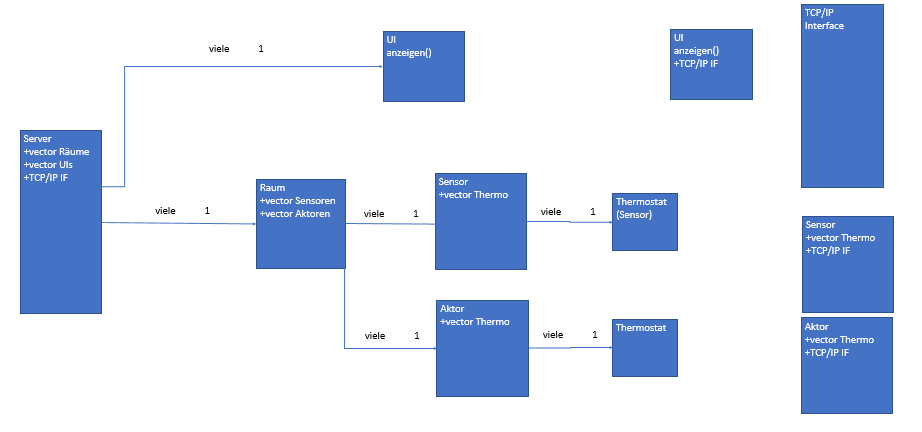 TCP/IP
Interface
UI
anzeigen()
+TCP/IP IF
UI
anzeigen()
viele 1
Server
+vector Räume
+vector UIs
+TCP/IP IF
Raum
+vector Sensoren
+vector Aktoren
viele 1
Sensor
+vector Thermo
viele 1
Thermostat
(Sensor)
viele 1
Sensor
+vector Thermo
+TCP/IP IF
Aktor
+vector Thermo
viele 1
Thermostat
viele 1
Aktor
+vector Thermo
+TCP/IP IF